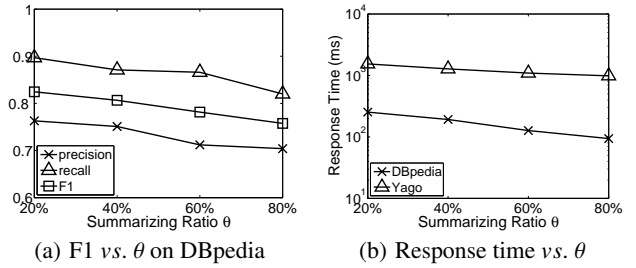 1
0.9
0.8
0.7
0.6
precision
recall
F1
20% 40% 60% 80%
Summarizing Ratio θ
(a) F1 vs. θ on DBpedia
Response Time (ms)
10^4
10^3
10^2
10^1
DBpedia
Yago
20% 40% 60% 80%
Summarizing Ratio θ
(b) Response time vs. θ